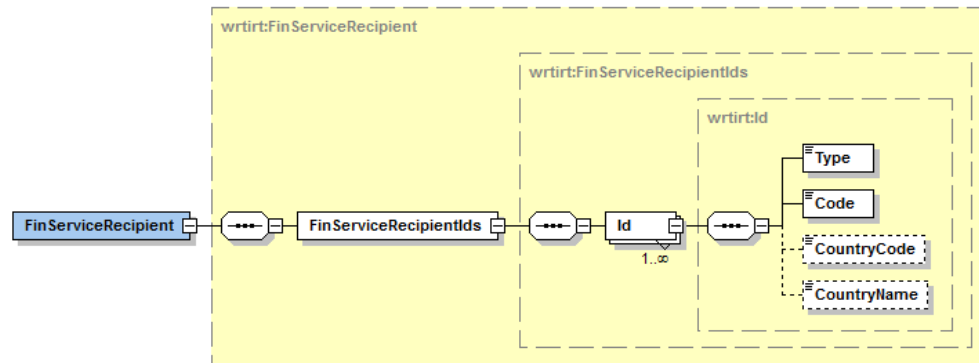 wrtirt:FinServiceRecipient
wrtirt:FinServiceRecipientIds
wrtirt:Id
Type
Code
FinServiceRecipient
FinServiceRecipientIds
Id
1..∞
CountryCode
CountryName